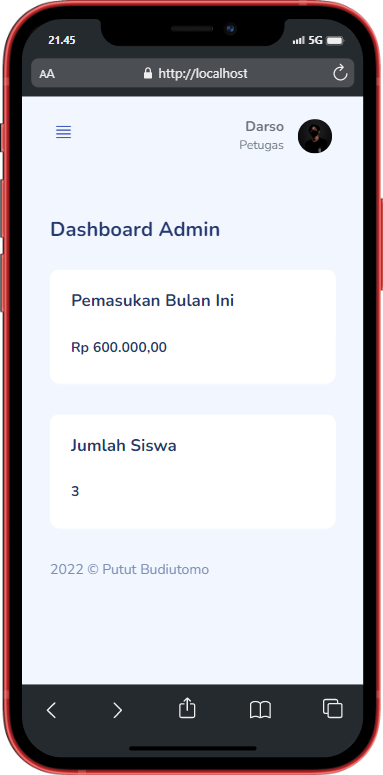 21.45
5G
AA
http://localhost
Darso
Petugas
Dashboard Admin
Pemasukan Bulan Ini
Rp 600.000,00
Jumlah Siswa
3
2022 © Putut Budiutomo